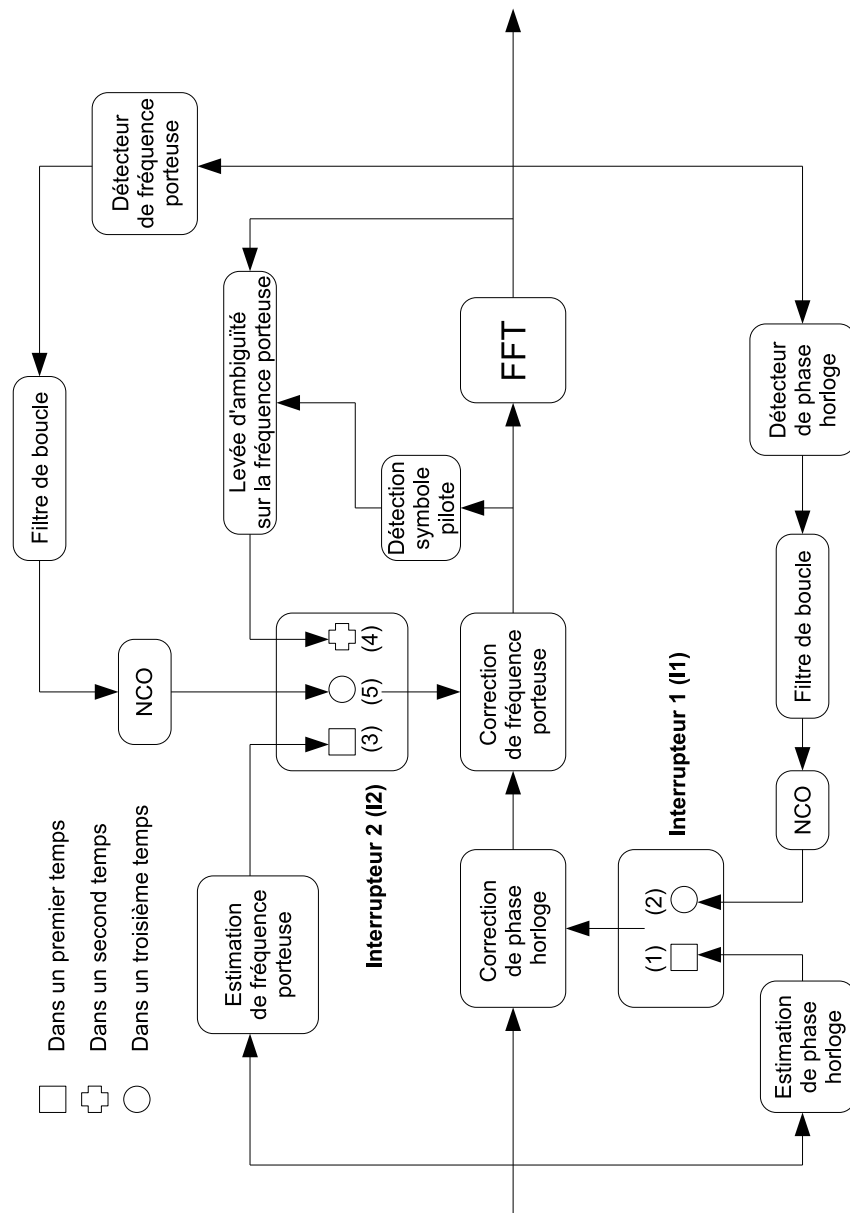 Dans un premier temps
Dans un second temps
Dans un troisième temps
Estimation
de fréquence
porteuse
NCO
Filtre de boucle
Détecteur
de fréquence
porteuse
Interrupteur 2 (I2)
(3)
(5)
(4)
Levée d'ambiguïté
sur la fréquence porteuse
Détection
symbole
pilote
Correction
de phase
horloge
Correction
de fréquence
porteuse
FFT
Interrupteur 1 (I1)
(1)
(2)
Estimation
de phase
horloge
NCO
Filtre de boucle
Détecteur
de phase
horloge